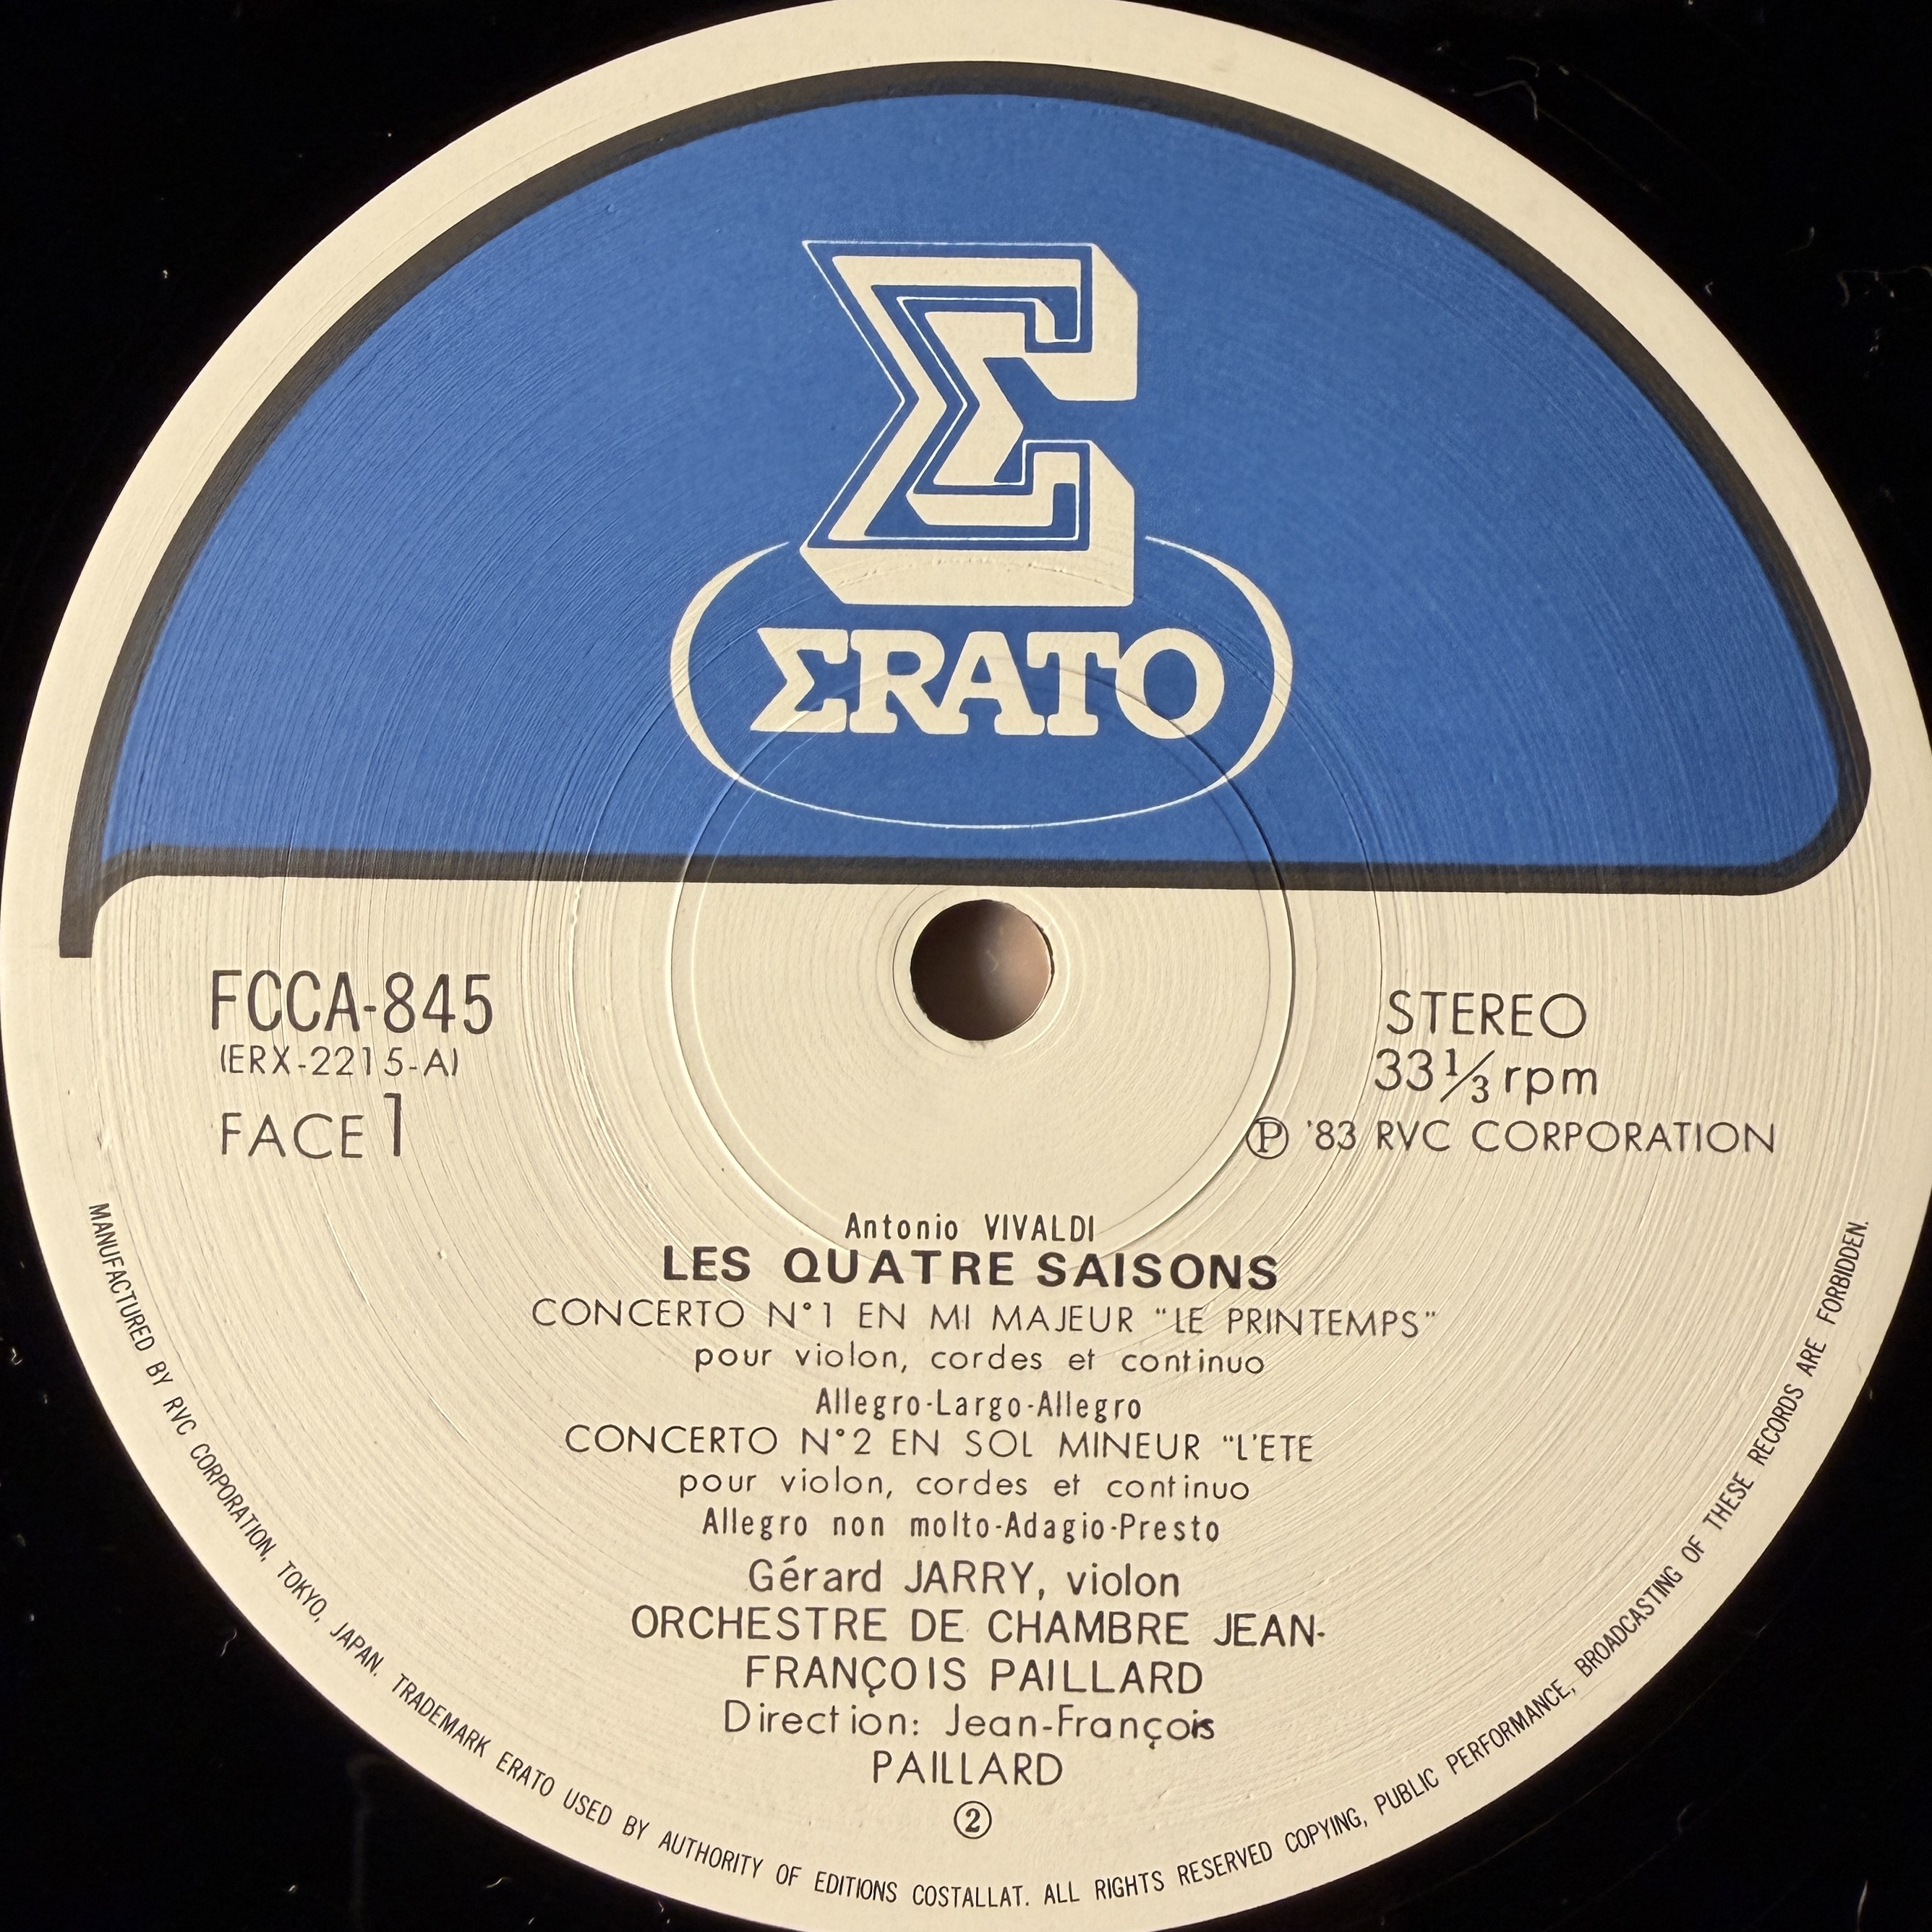 Σ
ΣRATO
FCCA-845
(ERX-2215-A)
FACE 1
STEREO
33 1/3 rpm
Ⓟ '83 RVC CORPORATION
Antonio VIVALDI
LES QUATRE SAISONS
CONCERTO N°1 EN MI MAJEUR "LE PRINTEMPS"
pour violon, cordes et continuo
Allegro-Largo-Allegro
CONCERTO N°2 EN SOL MINEUR "L'ETE
pour violon, cordes et continuo
Allegro non molto-Adagio-Presto
Gérard JARRY, violon
ORCHESTRE DE CHAMBRE JEAN-
FRANÇOIS PAILLARD
Direction: Jean-François
PAILLARD
②
MANUFACTURED BY RVC CORPORATION, TOKYO, JAPAN. TRADEMARK ERATO USED BY AUTHORITY OF EDITIONS COSTALLAT. ALL RIGHTS RESERVED COPYING, PUBLIC PERFORMANCE, BROADCASTING OF THESE RECORDS ARE FORBIDDEN.